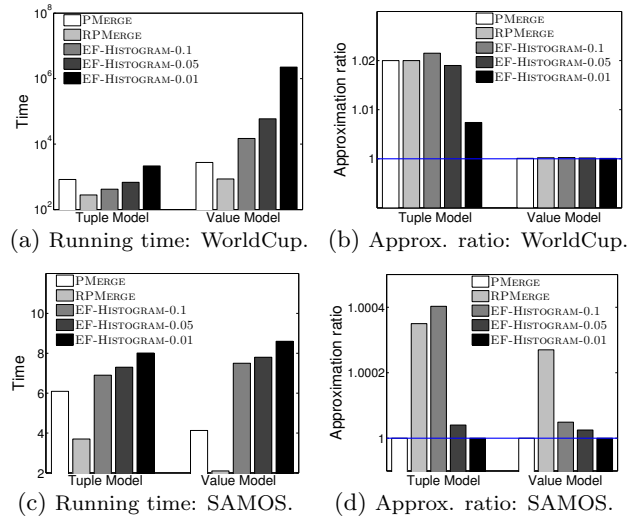 10^8
10^6
10^4
10^2
Time
PMERGE
RPMERGE
EF-HISTOGRAM-0.1
EF-HISTOGRAM-0.05
EF-HISTOGRAM-0.01
Tuple Model Value Model
(a) Running time: WorldCup.
1.02
1.01
1
Approximation ratio
PMERGE
RPMERGE
EF-HISTOGRAM-0.1
EF-HISTOGRAM-0.05
EF-HISTOGRAM-0.01
Tuple Model Value Model
(b) Approx. ratio: WorldCup.
10
8
6
4
2
Time
PMERGE
RPMERGE
EF-HISTOGRAM-0.1
EF-HISTOGRAM-0.05
EF-HISTOGRAM-0.01
Tuple Model Value Model
(c) Running time: SAMOS.
1.0004
1.0002
1
Approximation ratio
PMERGE
RPMERGE
EF-HISTOGRAM-0.1
EF-HISTOGRAM-0.05
EF-HISTOGRAM-0.01
Tuple Model Value Model
(d) Approx. ratio: SAMOS.